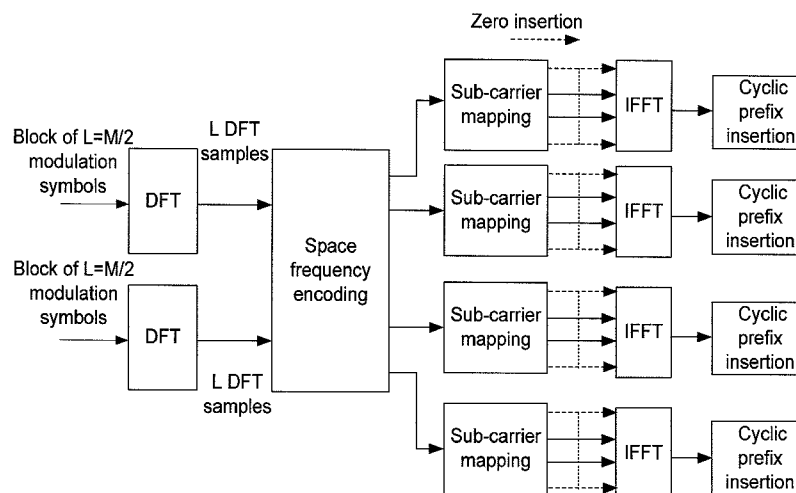 Zero insertion
Sub-carrier
mapping
IFFT
Cyclic
prefix
insertion
Block of L=M/2
modulation
symbols
DFT
L DFT
samples
Sub-carrier
mapping
IFFT
Cyclic
prefix
insertion
Space
frequency
encoding
Block of L=M/2
modulation
symbols
DFT
L DFT
samples
Sub-carrier
mapping
IFFT
Cyclic
prefix
insertion
Sub-carrier
mapping
IFFT
Cyclic
prefix
insertion